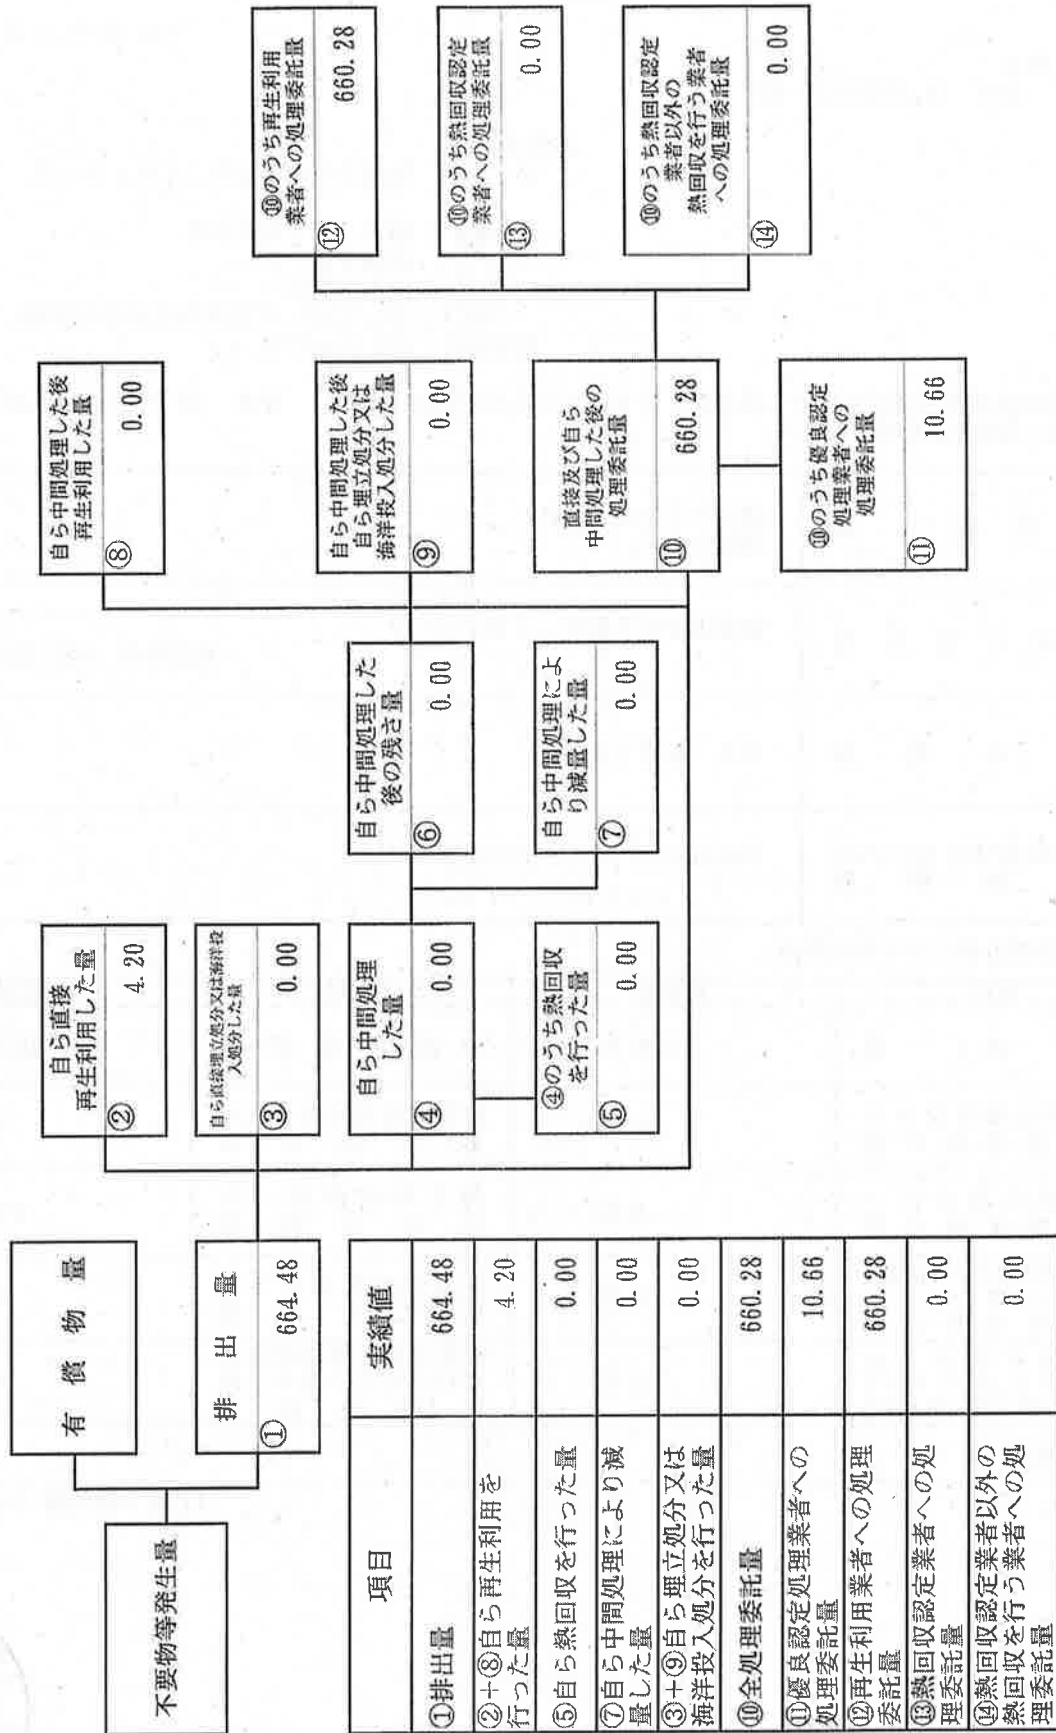 不要物等発生量
有　償　物　量
排　出　量
①
664.48
自ら直接
再生利用した量
②
4.20
自ら直接埋立処分又は海洋投
入処分した量
③
0.00
自ら中間処理
した量
④
0.00
④のうち熱回収
を行った量
⑤
0.00
自ら中間処理した
後の残さ量
⑥
0.00
自ら中間処理によ
り減量した量
⑦
0.00
自ら中間処理した後
再生利用した量
⑧
0.00
自ら中間処理した後
自ら埋立処分又は
海洋投入処分した量
⑨
0.00
直接及び自ら
中間処理した後の
処理委託量
⑩
660.28
⑩のうち優良認定
処理業者への
処理委託量
⑪
10.66
⑩のうち再生利用
業者への処理委託量
⑫
660.28
⑩のうち熱回収認定
業者への処理委託量
⑬
0.00
⑩のうち熱回収認定
業者以外の
熱回収を行う業者
への処理委託量
⑭
0.00
項目　実績値
①排出量　664.48
②＋⑧自ら再生利用を
行った量　4.20
⑤自ら熱回収を行った量　0.00
⑦自ら中間処理により減
量した量　0.00
③＋⑨自ら埋立処分又は
海洋投入処分を行った量　0.00
⑩全処理委託量　660.28
⑪優良認定処理業者への
処理委託量　10.66
⑫再生利用業者への処理
委託量　660.28
⑬熱回収認定業者への処
理委託量　0.00
⑭熱回収認定業者以外の
熱回収を行う業者への処
理委託量　0.00